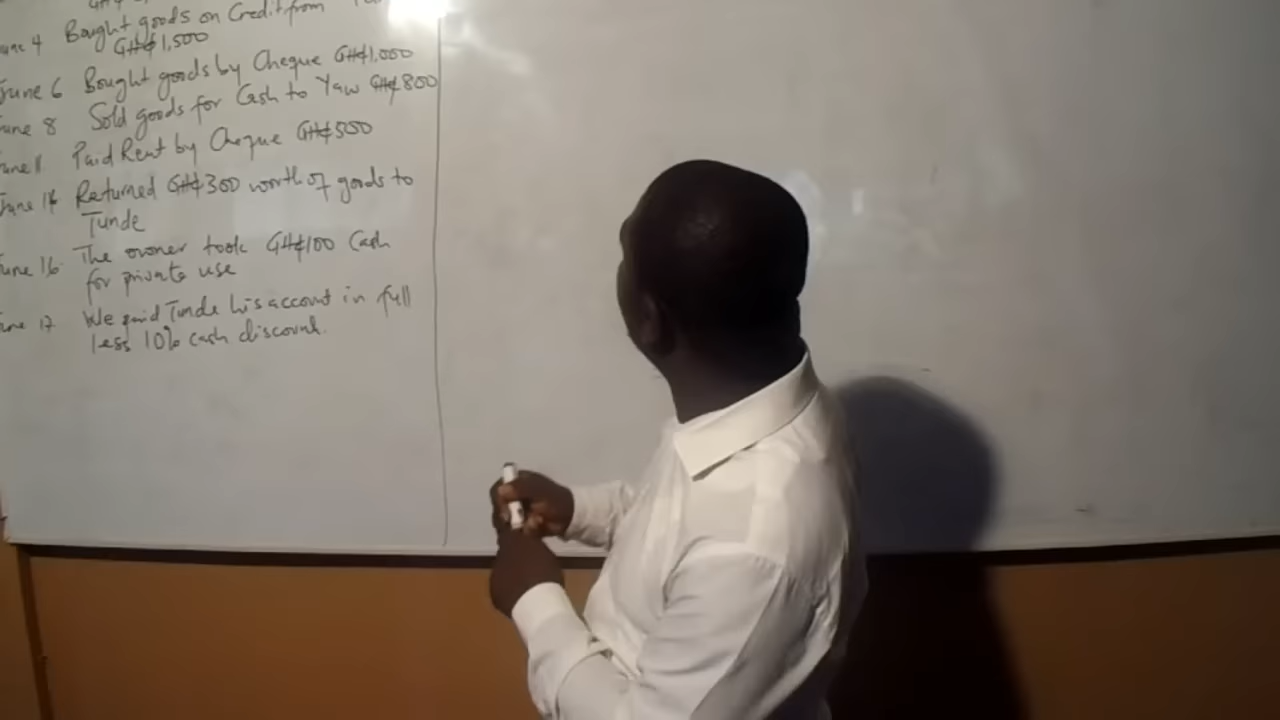 June 4 Bought goods on Credit from
GH¢1,500
June 6 Bought goods by Cheque GH¢1,000
June 8 Sold goods for Cash to Yaw GH¢800
June 11 Paid Rent by Cheque GH¢500
June 14 Returned GH¢300 worth of goods to
Tunde
June 16 The owner took GH¢100 Cash
for private use
June 17 We paid Tunde his account in full
less 10% cash discount.